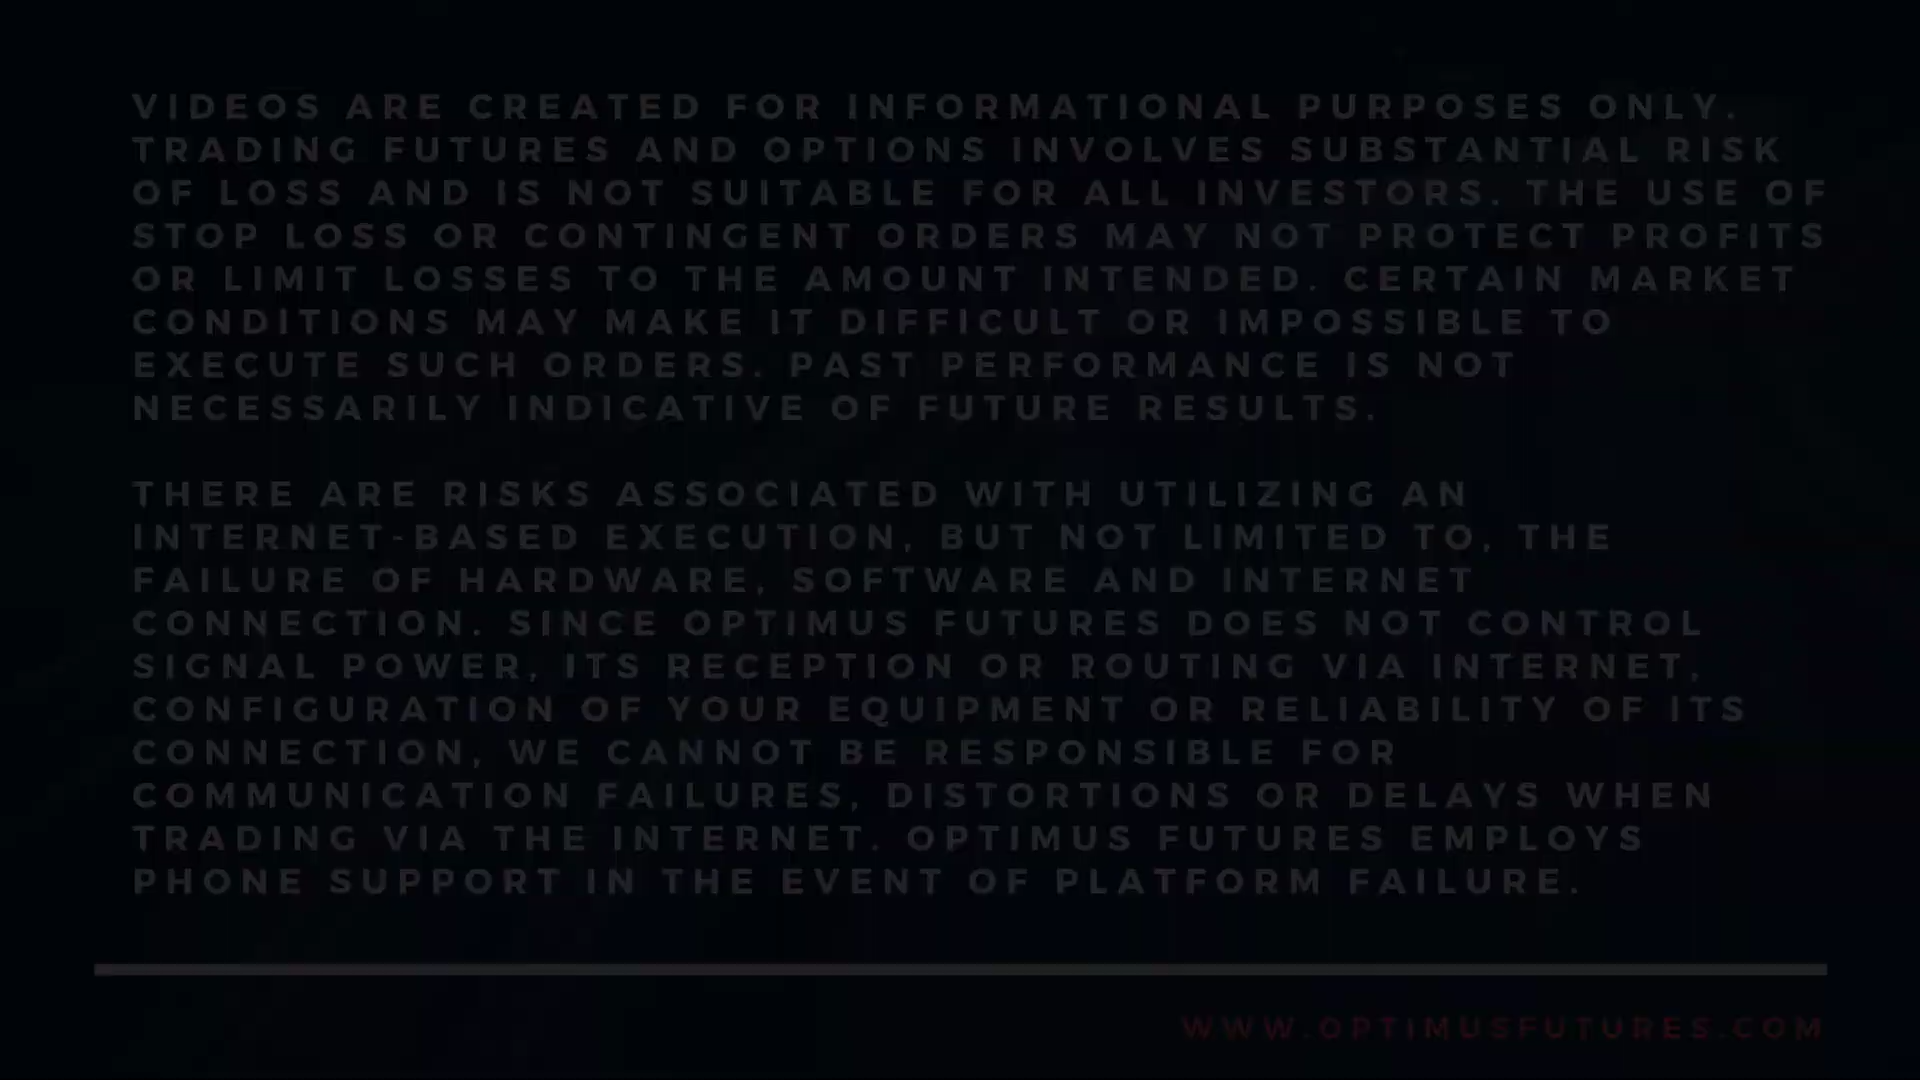 VIDEOS ARE CREATED FOR INFORMATIONAL PURPOSES ONLY.
TRADING FUTURES AND OPTIONS INVOLVES SUBSTANTIAL RISK
OF LOSS AND IS NOT SUITABLE FOR ALL INVESTORS. THE USE OF
STOP LOSS OR CONTINGENT ORDERS MAY NOT PROTECT PROFITS
OR LIMIT LOSSES TO THE AMOUNT INTENDED. CERTAIN MARKET
CONDITIONS MAY MAKE IT DIFFICULT OR IMPOSSIBLE TO
EXECUTE SUCH ORDERS. PAST PERFORMANCE IS NOT
NECESSARILY INDICATIVE OF FUTURE RESULTS.
THERE ARE RISKS ASSOCIATED WITH UTILIZING AN
INTERNET-BASED EXECUTION, BUT NOT LIMITED TO, THE
FAILURE OF HARDWARE, SOFTWARE AND INTERNET
CONNECTION. SINCE OPTIMUS FUTURES DOES NOT CONTROL
SIGNAL POWER, ITS RECEPTION OR ROUTING VIA INTERNET,
CONFIGURATION OF YOUR EQUIPMENT OR RELIABILITY OF ITS
CONNECTION, WE CANNOT BE RESPONSIBLE FOR
COMMUNICATION FAILURES, DISTORTIONS OR DELAYS WHEN
TRADING VIA THE INTERNET. OPTIMUS FUTURES EMPLOYS
PHONE SUPPORT IN THE EVENT OF PLATFORM FAILURE.
WWW.OPTIMUSFUTURES.COM